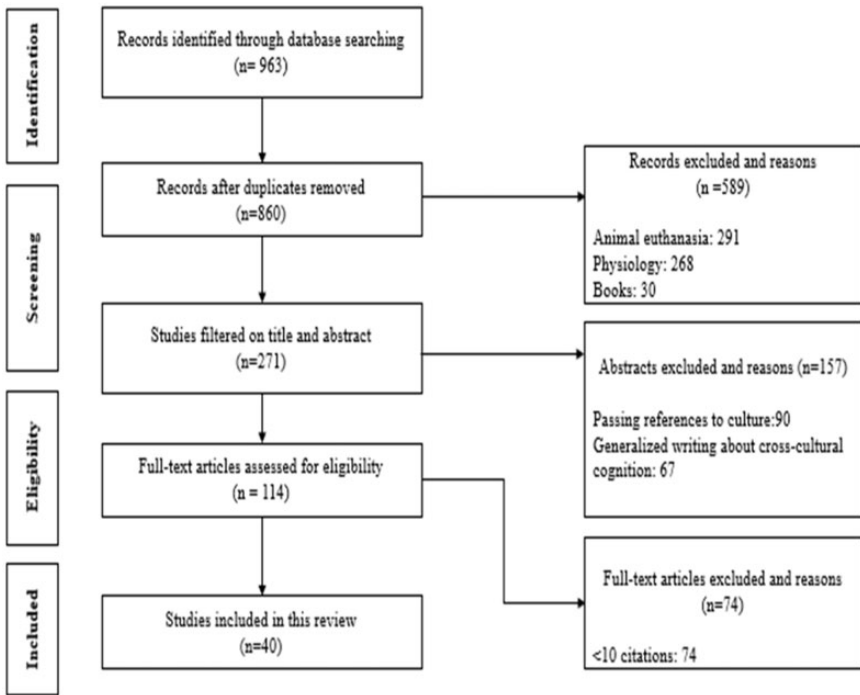 Identification
Records identified through database searching
(n= 963)
Screening
Records after duplicates removed
(n=860)
Records excluded and reasons
(n =589)
Animal euthanasia: 291
Physiology: 268
Books: 30
Studies filtered on title and abstract
(n=271)
Abstracts excluded and reasons (n=157)
Passing references to culture:90
Generalized writing about cross-cultural
cognition: 67
Eligibility
Full-text articles assessed for eligibility
(n = 114)
Full-text articles excluded and reasons
(n=74)
<10 citations: 74
Included
Studies included in this review
(n=40)